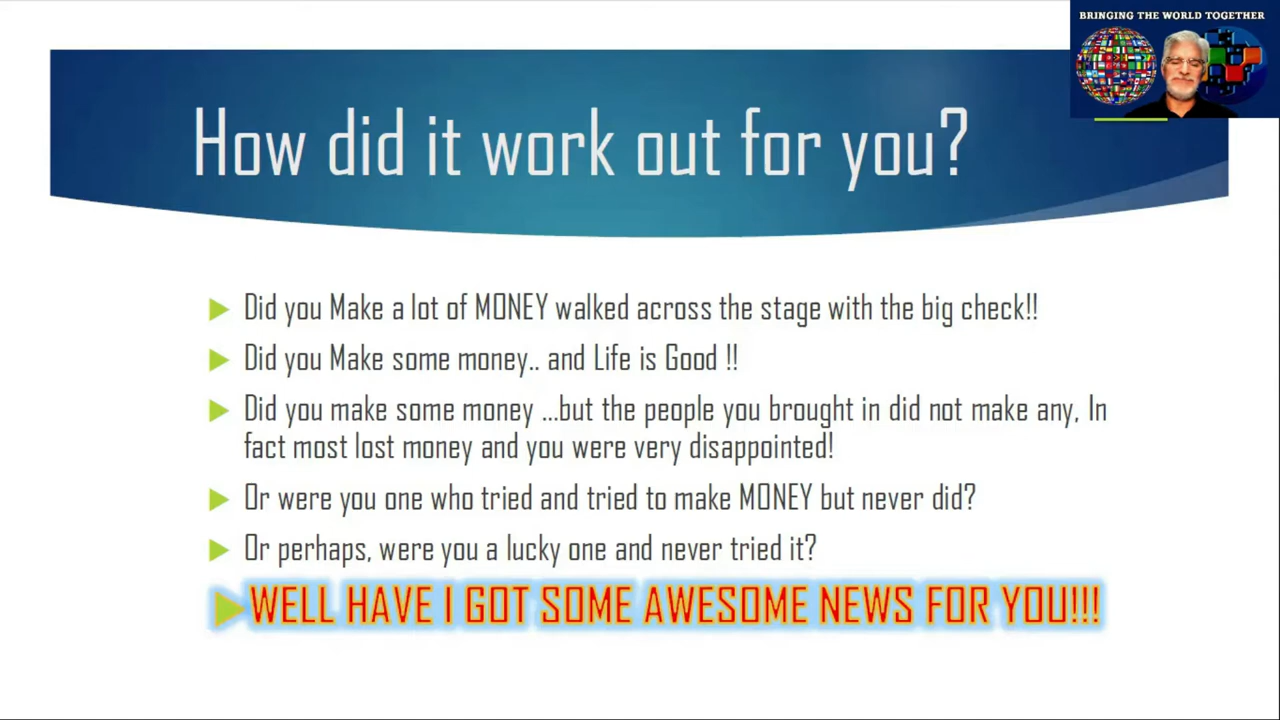 BRINGING THE WORLD TOGETHER
How did it work out for you?
Did you Make a lot of MONEY walked across the stage with the big check!!
Did you Make some money.. and Life is Good !!
Did you make some money ...but the people you brought in did not make any, In
fact most lost money and you were very disappointed!
Or were you one who tried and tried to make MONEY but never did?
Or perhaps, were you a lucky one and never tried it?
WELL HAVE I GOT SOME AWESOME NEWS FOR YOU!!!